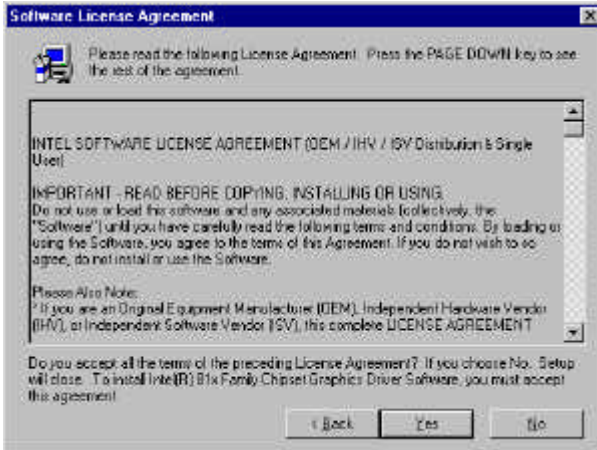 Software License Agreement
Please read the following License Agreement. Press the PAGE DOWN key to see
the rest of the agreement.
INTEL SOFTWARE LICENSE AGREEMENT (OEM / IHV / ISV Distribution & Single
User)
IMPORTANT - READ BEFORE COPYING, INSTALLING OR USING.
Do not use or load this software and any associated materials (collectively, the
"Software") until you have carefully read the following terms and conditions. By loading or
using the Software, you agree to the terms of this Agreement. If you do not wish to so
agree, do not install or use the Software.
Please Also Note:
* If you are an Original Equipment Manufacturer (OEM), Independent Hardware Vendor
(IHV), or Independent Software Vendor (ISV), this complete LICENSE AGREEMENT
Do you accept all the terms of the preceding License Agreement? If you choose No, Setup
will close. To install Intel(R) 81x Family Chipset Graphics Driver Software, you must accept
this agreement.
< Back Yes No